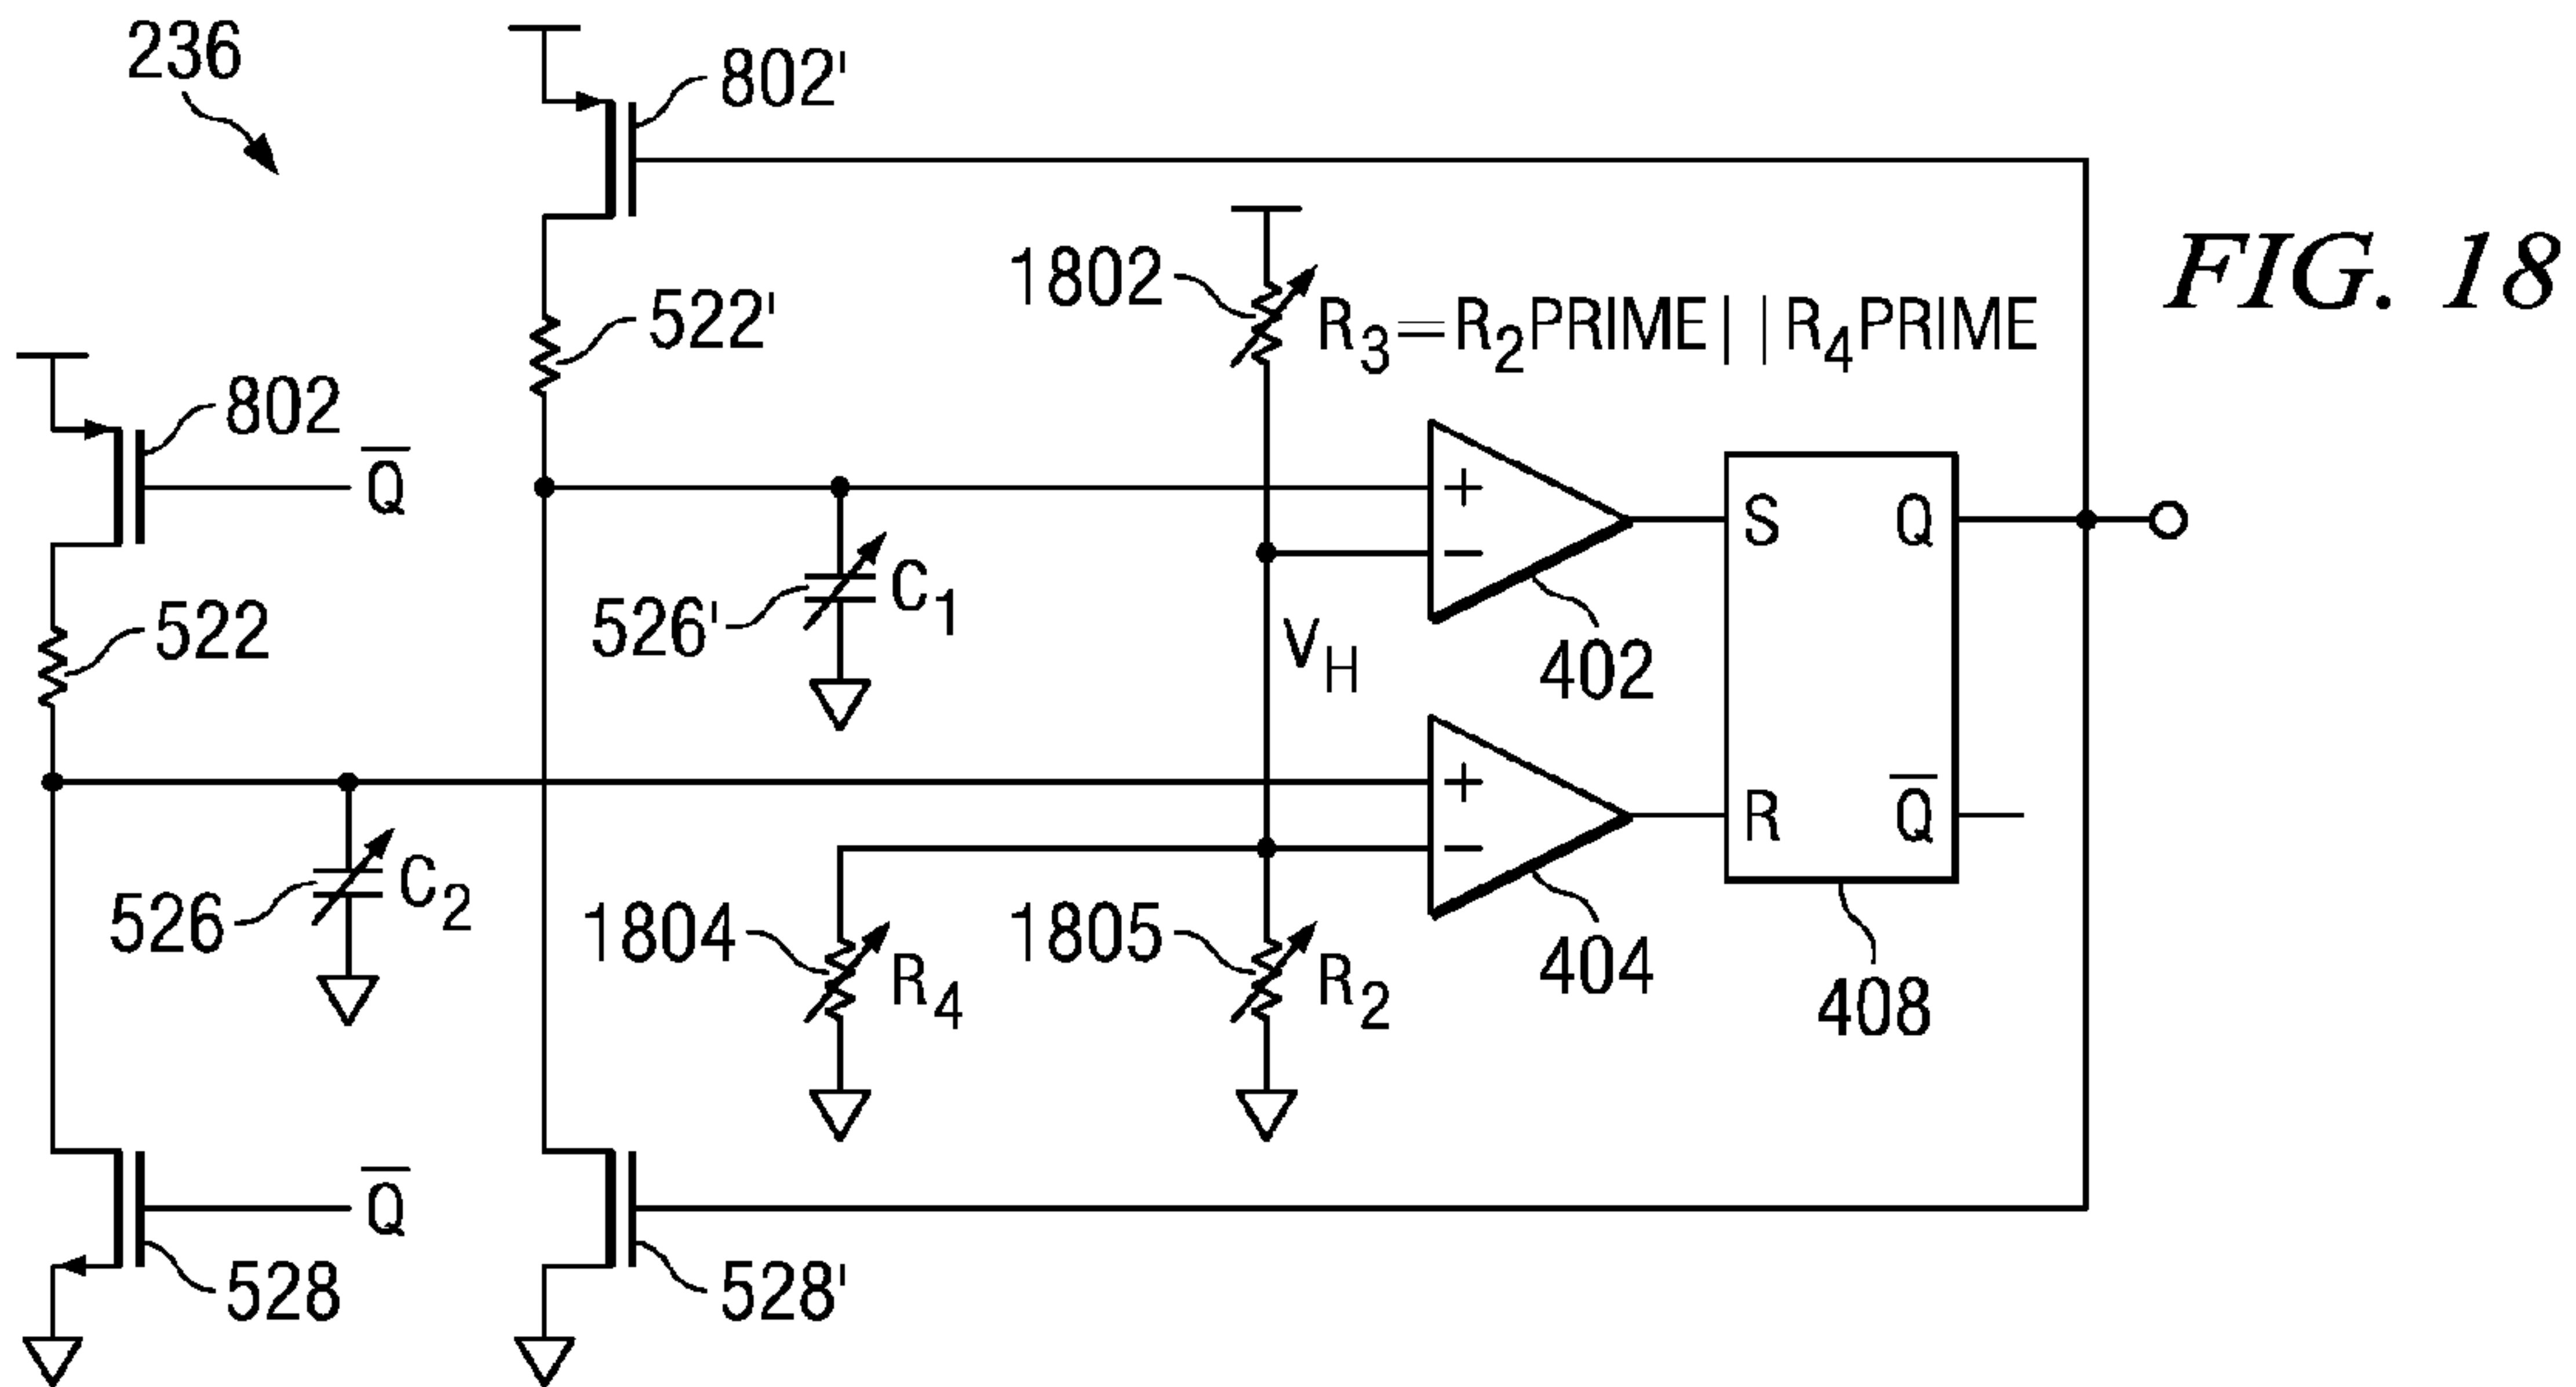 236
802'
FIG. 18
1802
R3=R2PRIME||R4PRIME
522'
802
Q̅
+
−
S
Q
522
526'
C1
VH
402
+
−
R
Q̅
526
C2
1804
R4
1805
R2
404
408
Q̅
528
528'